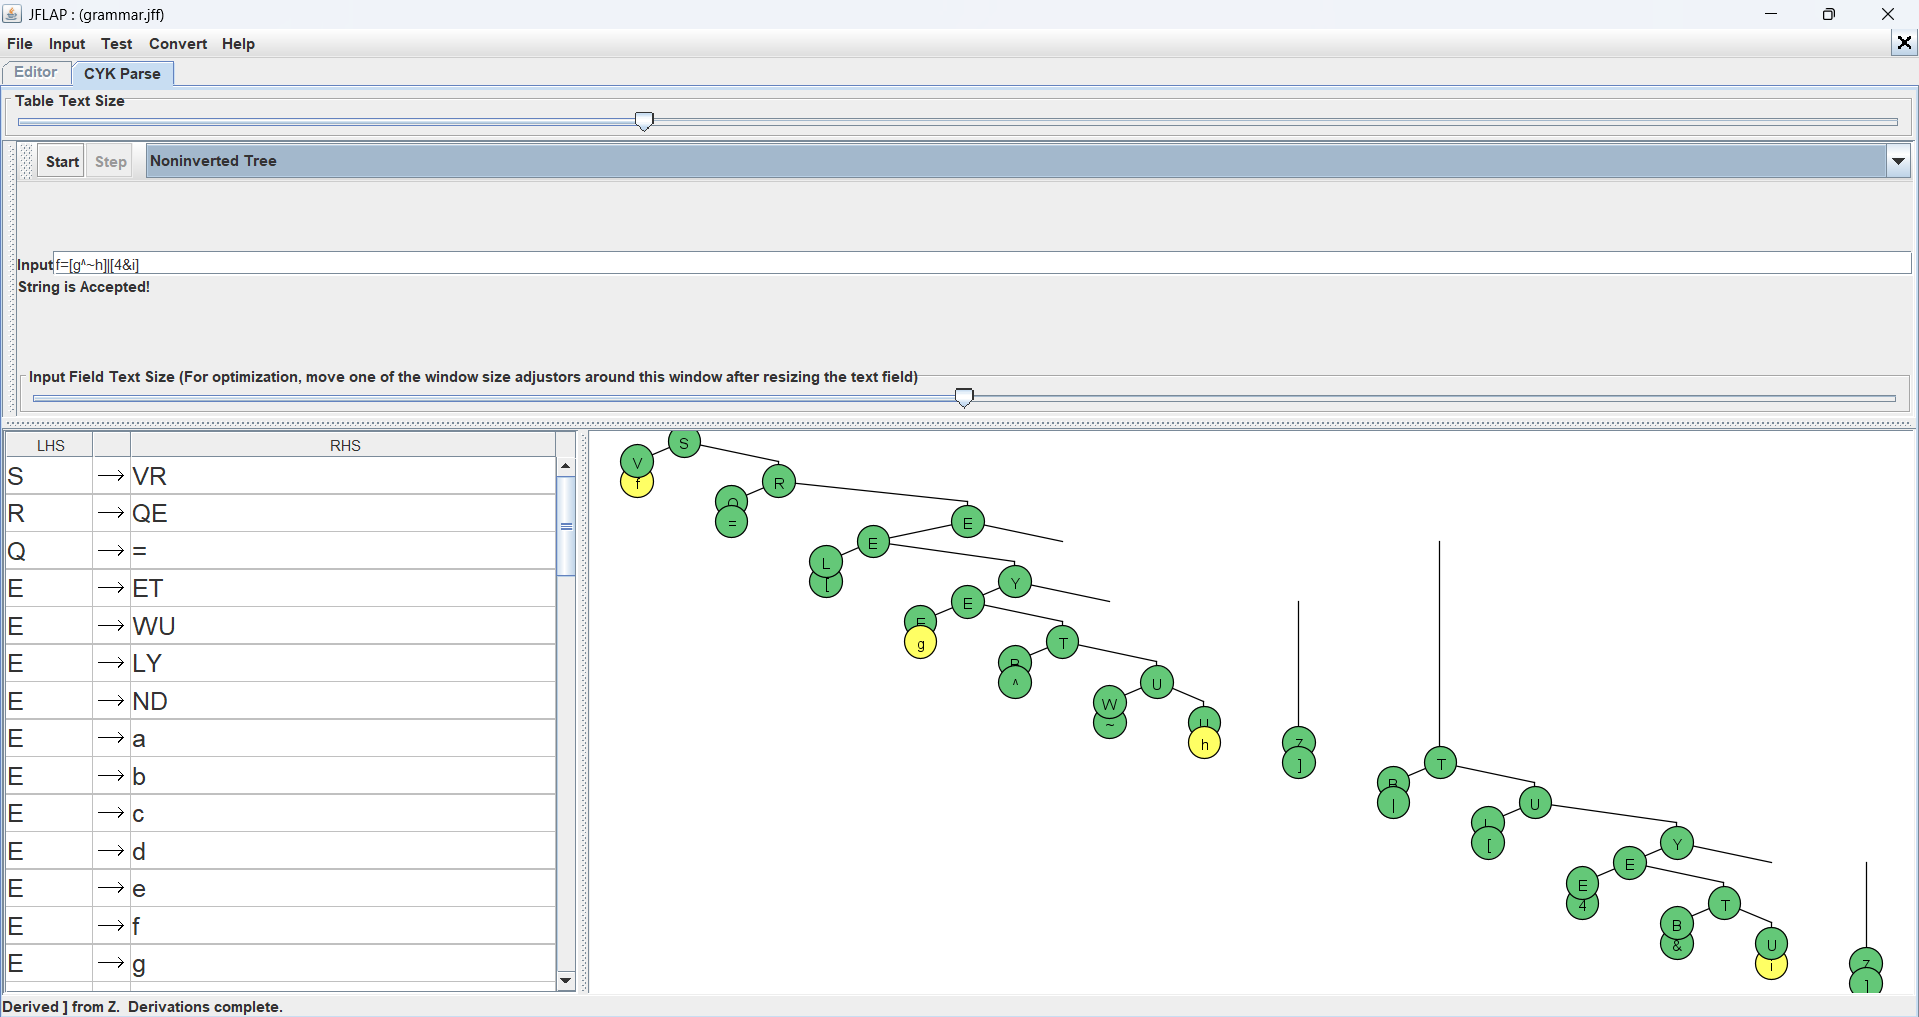 JFLAP : (grammar.jff)
File Input Test Convert Help
Editor CYK Parse
Table Text Size
Start Step Noninverted Tree
Input f=[g^~h]|[4&i]
String is Accepted!
Input Field Text Size (For optimization, move one of the window size adjustors around this window after resizing the text field)
LHS RHS
S → VR
R → QE
Q → =
E → ET
E → WU
E → LY
E → ND
E → a
E → b
E → c
E → d
E → e
E → f
E → g
S
V
f
R
Q
=
E
E
L
[
Y
E
E
g
T
B
^
U
W
~
U
h
Z
]
T
B
|
U
L
[
Y
E
E
4
T
B
&
U
i
Z
]
Derived ] from Z. Derivations complete.